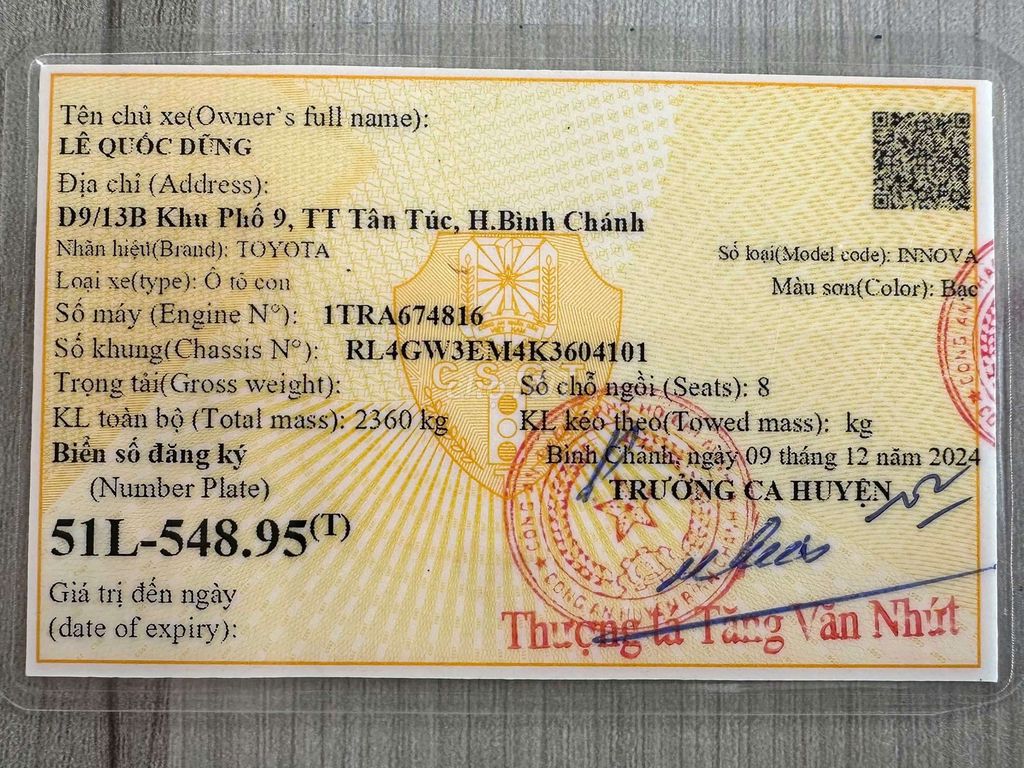 Tên chủ xe(Owner's full name):
LÊ QUỐC DŨNG
Địa chỉ (Address):
D9/13B Khu Phố 9, TT Tân Túc, H.Bình Chánh
Nhãn hiệu(Brand): TOYOTA Số loại(Model code): INNOVA
Loại xe(type): Ô tô con Màu sơn(Color): Bạc
Số máy (Engine N°): 1TRA674816
Số khung(Chassis N°): RL4GW3EM4K3604101
CSGT
Trọng tải(Gross weight): Số chỗ ngồi (Seats): 8
KL toàn bộ (Total mass): 2360 kg KL kéo theo(Towed mass): kg
Biển số đăng ký Bình Chánh, ngày 09 tháng 12 năm 2024
(Number Plate) TRƯỞNG CA HUYỆN
51L-548.95(T)
Giá trị đến ngày
(date of expiry):
Thượng tá Tăng Văn Nhút